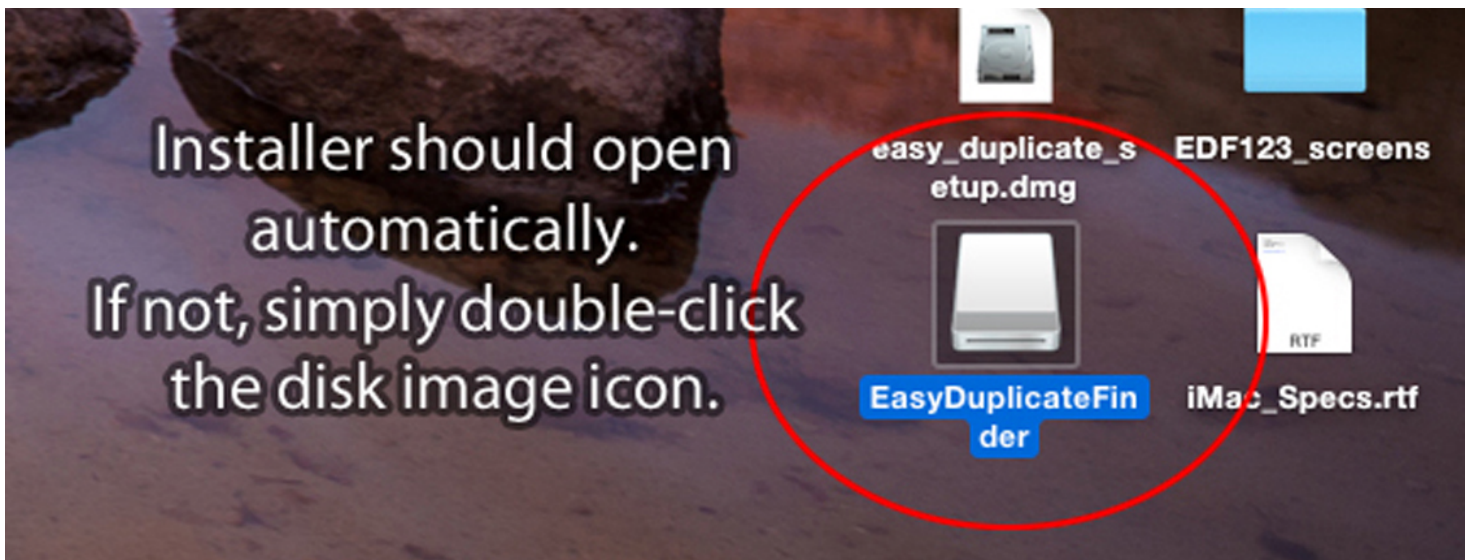 Installer should open
automatically.
If not, simply double-click
the disk image icon.
easy_duplicate_s
etup.dmg
EDF123_screens
EasyDuplicateFin
der
RTF
iMac_Specs.rtf